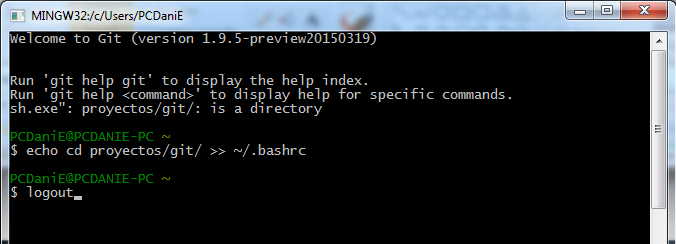 MINGW32:/c/Users/PCDaniE
Welcome to Git (version 1.9.5-preview20150319)
Run 'git help git' to display the help index.
Run 'git help <command>' to display help for specific commands.
sh.exe": proyectos/git/: is a directory
PCDaniE@PCDANIE-PC ~
$ echo cd proyectos/git/ >> ~/.bashrc
PCDaniE@PCDANIE-PC ~
$ logout